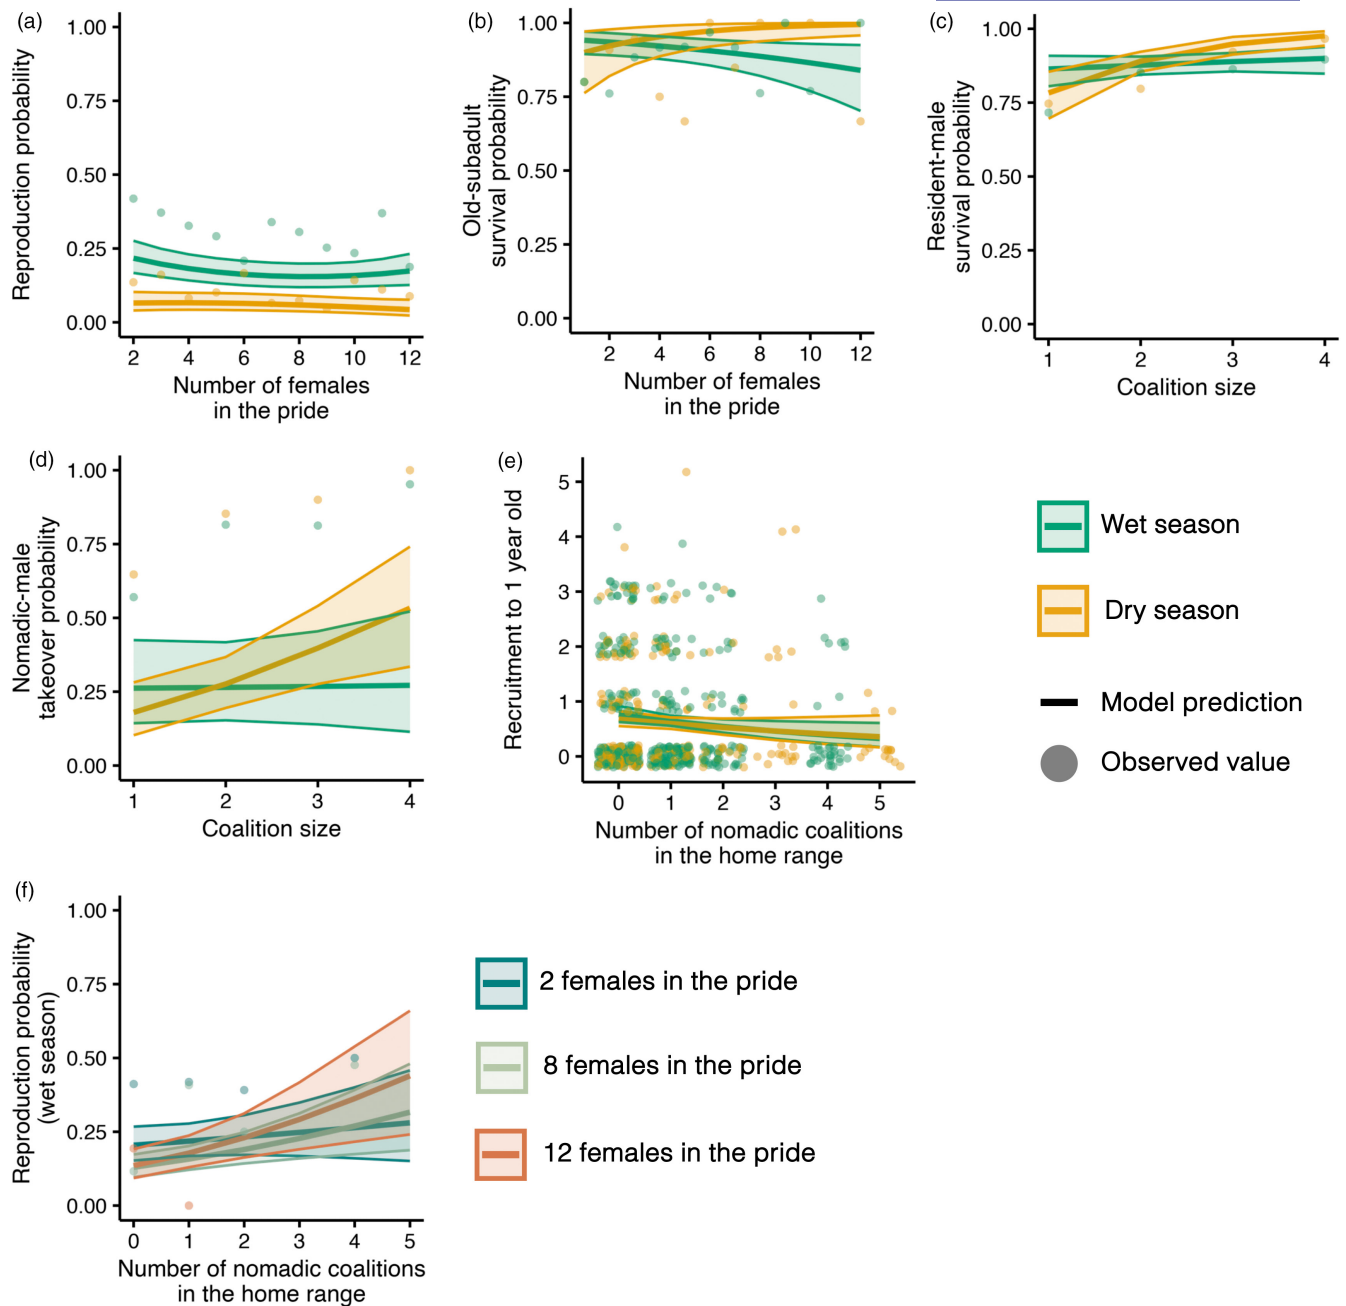 (a)
Reproduction probability
1.00
0.75
0.50
0.25
0.00
2 4 6 8 10 12
Number of females
in the pride
(b)
Old-subadult
survival probability
1.00
0.75
0.50
0.25
0.00
2 4 6 8 10 12
Number of females
in the pride
(c)
Resident-male
survival probability
1.00
0.75
0.50
0.25
0.00
1 2 3 4
Coalition size
(d)
Nomadic-male
takeover probability
1.00
0.75
0.50
0.25
0.00
1 2 3 4
Coalition size
(e)
Recruitment to 1 year old
5
4
3
2
1
0
0 1 2 3 4 5
Number of nomadic coalitions
in the home range
Wet season
Dry season
Model prediction
Observed value
(f)
Reproduction probability
(wet season)
1.00
0.75
0.50
0.25
0.00
0 1 2 3 4 5
Number of nomadic coalitions
in the home range
2 females in the pride
8 females in the pride
12 females in the pride